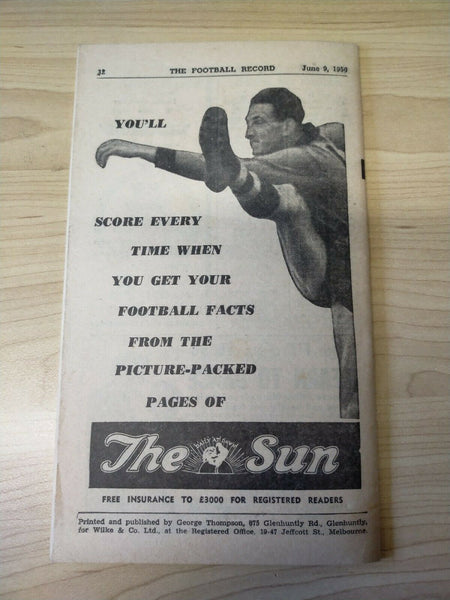 32 THE FOOTBALL RECORD June 9, 1950
YOU'LL
SCORE EVERY
TIME WHEN
YOU GET YOUR
FOOTBALL FACTS
FROM THE
PICTURE-PACKED
PAGES OF
The Sun
FREE INSURANCE TO £3000 FOR REGISTERED READERS
Printed and published by George Thompson, 875 Glenhuntly Rd., Glenhuntly,
for Wilke & Co. Ltd., at the Registered Office, 19-47 Jeffcott St., Melbourne.